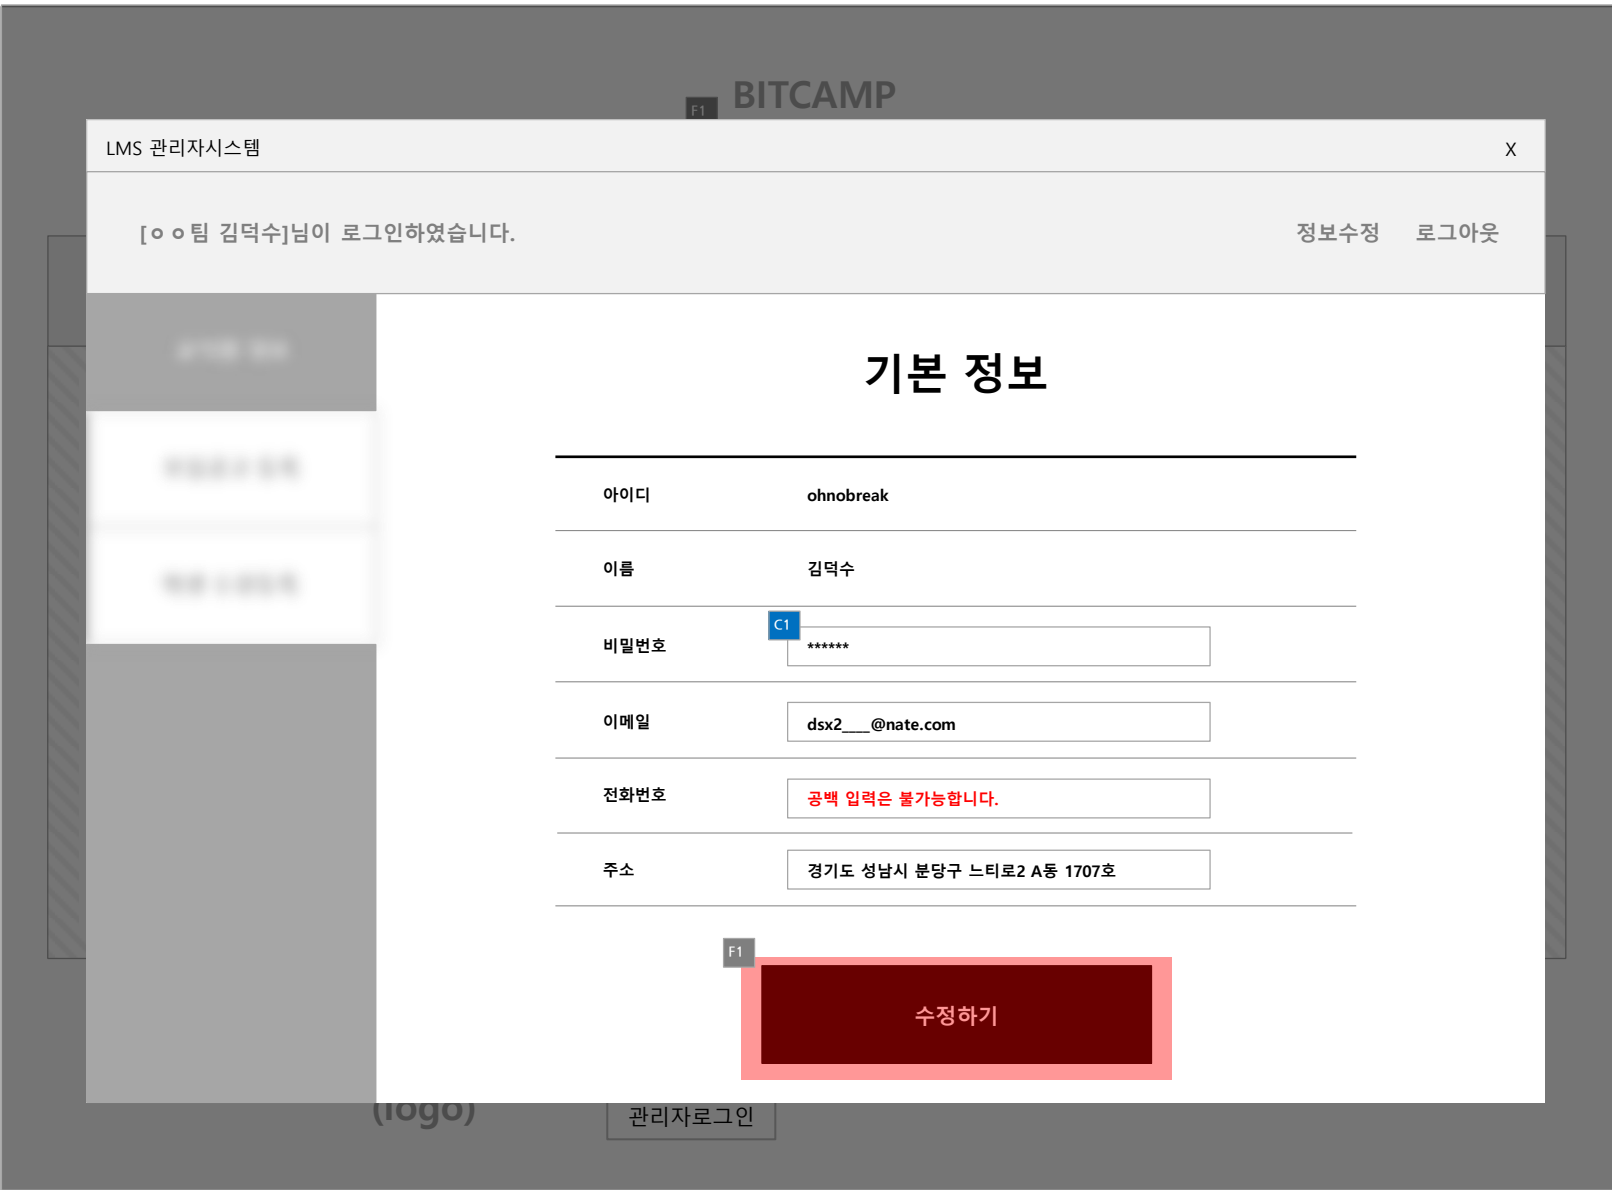 BITCAMP
F1
LMS 관리자시스템
X
[ㅇㅇ팀 김덕수]님이 로그인하였습니다.
정보수정
로그아웃
기본 정보
아이디
ohnobreak
이름
김덕수
C1
비밀번호
******
이메일
dsx2____@nate.com
전화번호
공백 입력은 불가능합니다.
주소
경기도 성남시 분당구 느티로2 A동 1707호
F1
수정하기
(logo)
관리자로그인